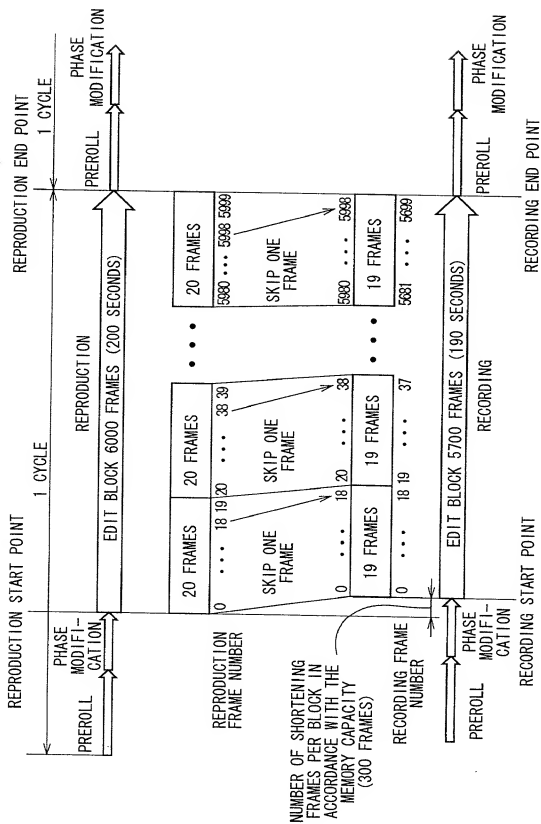 REPRODUCTION START POINT
REPRODUCTION END POINT
1 CYCLE
1 CYCLE
PREROLL
PHASE
MODIFI-
CATION
REPRODUCTION
EDIT BLOCK 6000 FRAMES (200 SECONDS)
PREROLL
PHASE
MODIFICATION
20 FRAMES
20 FRAMES
• • •
20 FRAMES
REPRODUCTION
FRAME NUMBER
0 • • • • 18 19 20 • • • • 38 39
5980 • • • 5998 5999
SKIP ONE
FRAME
SKIP ONE
FRAME
SKIP ONE
FRAME
0 • • • 18 20 • • • 38
5980 • • • • 5998
19 FRAMES
19 FRAMES
• • •
19 FRAMES
RECORDING FRAME
NUMBER
0 • • • 18 19 • • • 37
5681 • • • 5699
NUMBER OF SHORTENING
FRAMES PER BLOCK IN
ACCORDANCE WITH THE
MEMORY CAPACITY
(300 FRAMES)
PREROLL
PHASE
MODIFI-
CATION
EDIT BLOCK 5700 FRAMES (190 SECONDS)
RECORDING
PREROLL
PHASE
MODIFICATION
RECORDING START POINT
RECORDING END POINT